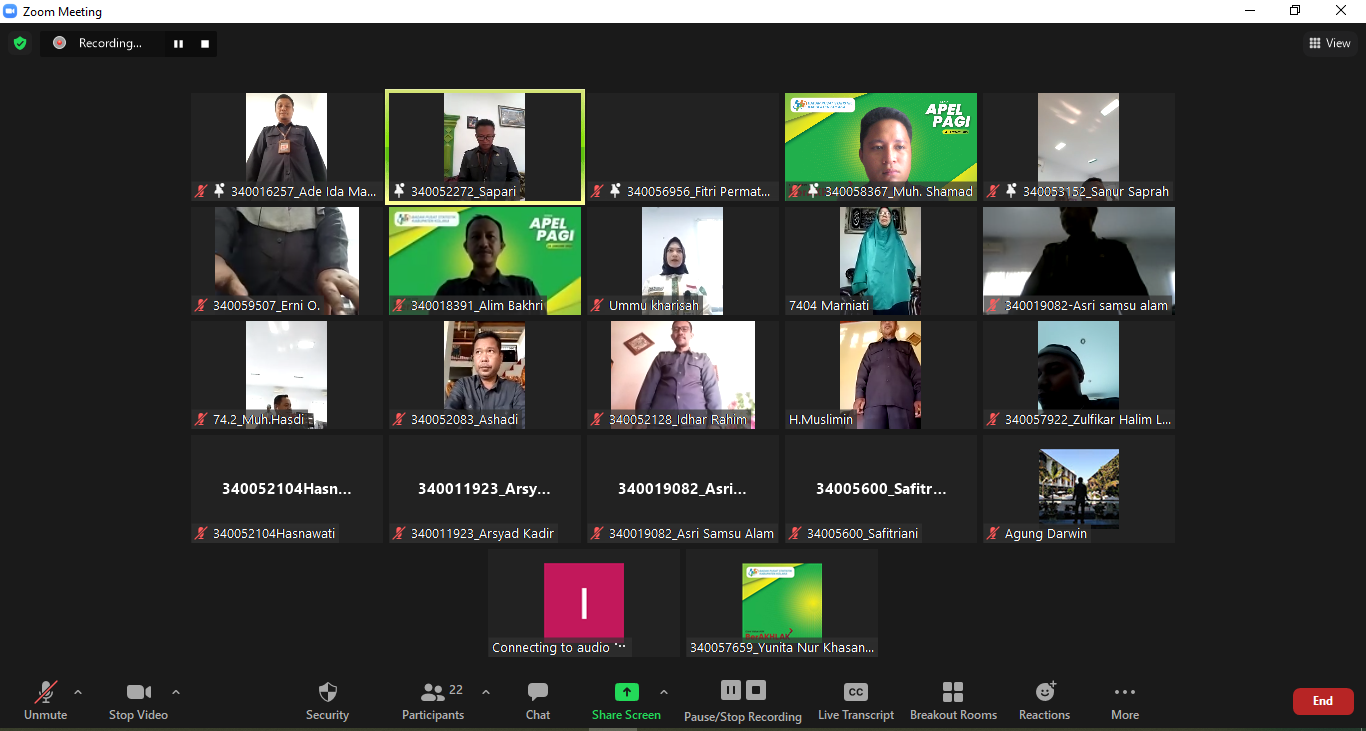 Zoom Meeting
Recording...
View
340016257_Ade Ida Ma...
340052272_Sapari
340056956_Fitri Permat...
APEL
PAGI
340058367_Muh. Shamad
340053152_Sanur Saprah
340059507_Erni O.
APEL
PAGI
340018391_Alim Bakhri
Ummu kharisah
7404 Marniati
340019082-Asri samsu alam
74.2_Muh.Hasdi
340052083_Ashadi
340052128_Idhar Rahim
H.Muslimin
340057922_Zulfikar Halim L...
340052104Hasn...
340052104Hasnawati
340011923_Arsy...
340011923_Arsyad Kadir
340019082_Asri...
340019082_Asri Samsu Alam
34005600_Safitr...
34005600_Safitriani
Agung Darwin
I
Connecting to audio
BerAKHLAK
340057659_Yunita Nur Khasan...
Unmute
Stop Video
Security
22
Participants
Chat
Share Screen
Pause/Stop Recording
CC
Live Transcript
Breakout Rooms
Reactions
More
End